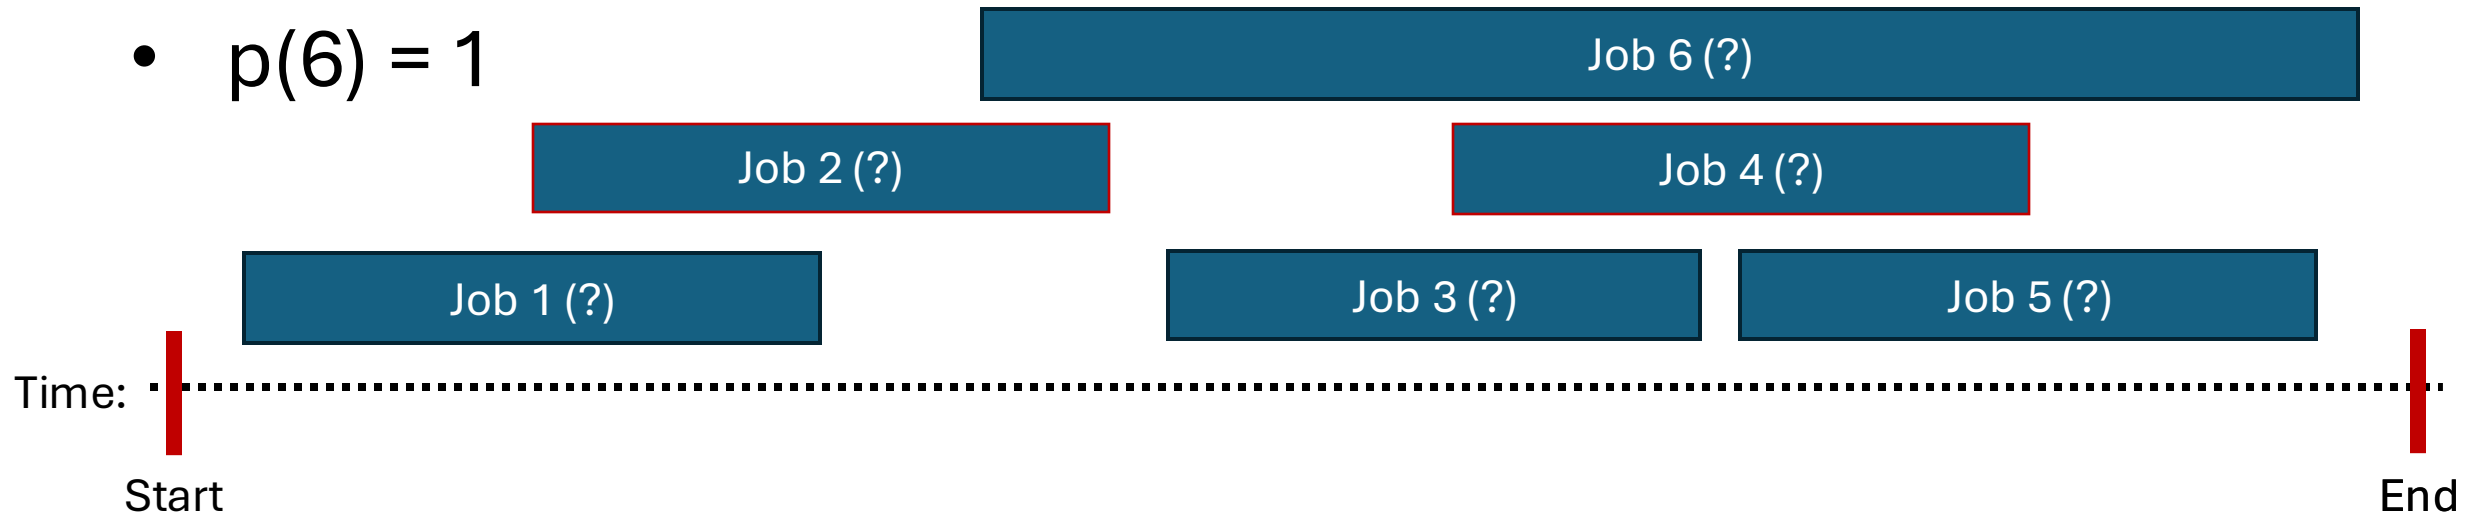 • p(6) = 1
Job 6 (?)
Job 2 (?)
Job 4 (?)
Job 1 (?)
Job 3 (?)
Job 5 (?)
Time:
Start
End